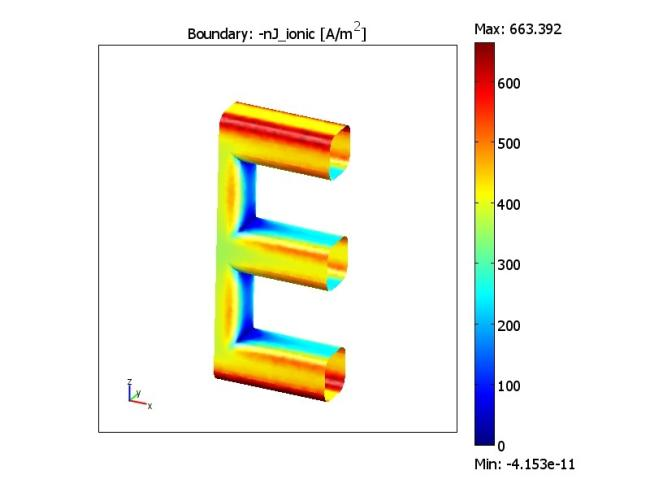 Boundary: -nJ_ionic [A/m²]
Max: 663.392
600
500
400
300
200
100
0
Min: -4.153e-11
z
y
x